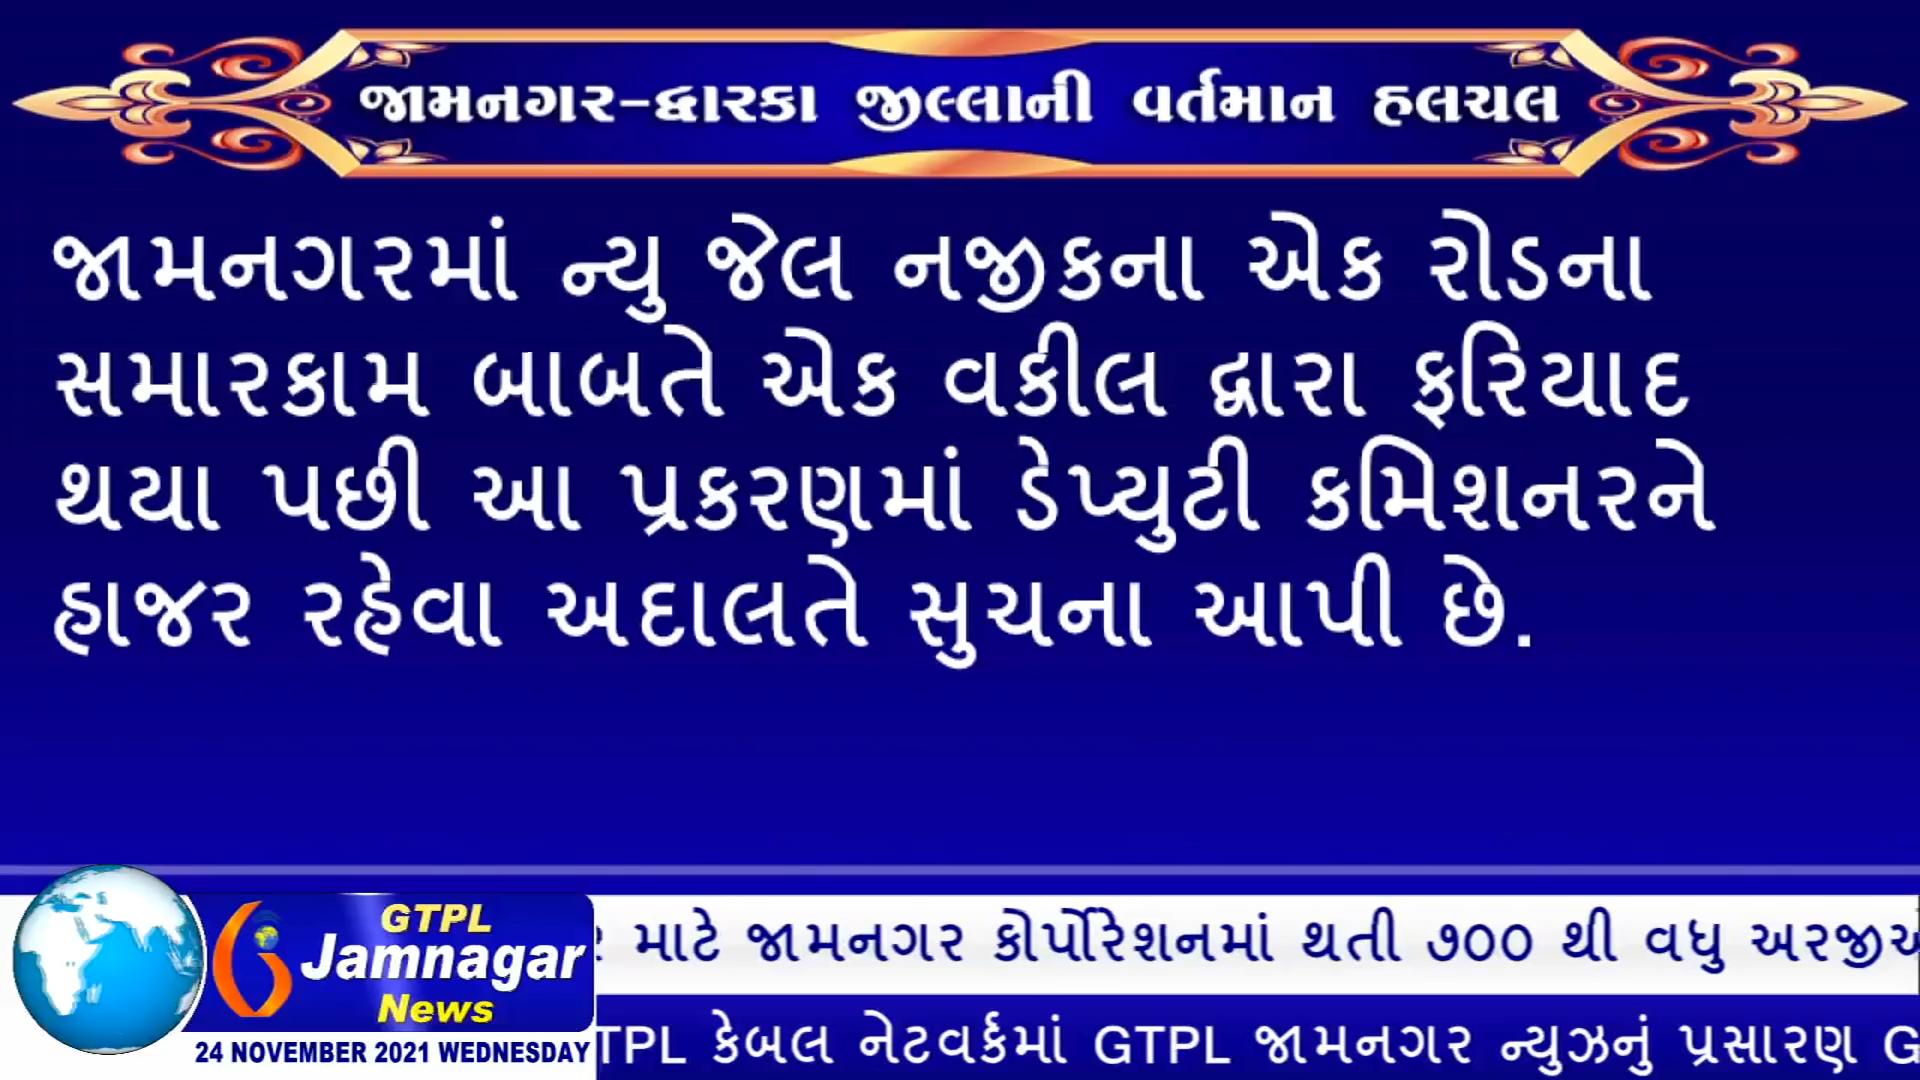 જામનગર-દ્વારકા જીલ્લાની વર્તમાન હલચલ
જામનગરમાં ન્યુ જેલ નજીકના એક રોડના
સમારકામ બાબતે એક વકીલ દ્વારા ફરિયાદ
થયા પછી આ પ્રકરણમાં ડેપ્યુટી કમિશનરને
હાજર રહેવા અદાલતે સુચના આપી છે.
માટે જામનગર કોર્પોરેશનમાં થતી ૭૦૦ થી વધુ
GTPL
Jamnagar
News
24 NOVEMBER 2021 WEDNESDAY
TPL કેબલ નેટવર્કમાં GTPL જામનગર ન્યુઝનું પ્રસારણ G